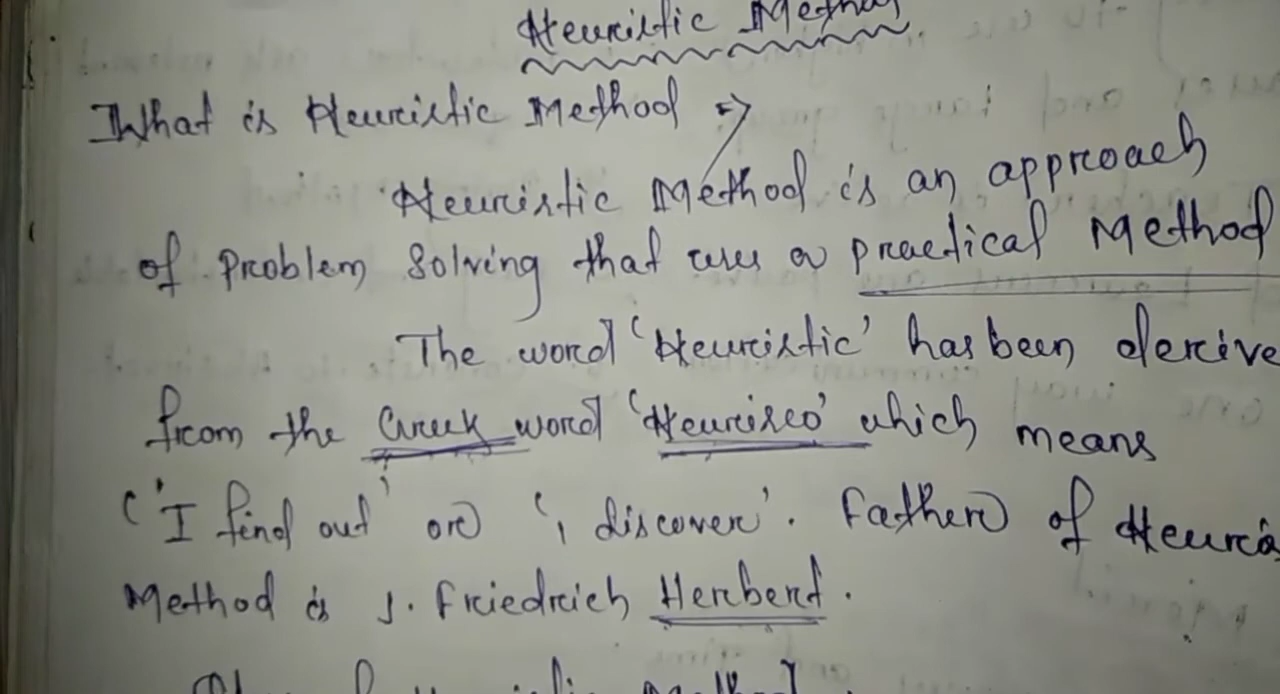 Heuristic Method
What is Heuristic Method ⇒
Heuristic Method is an approach
of Problem Solving that uses a practical Method
The word 'Heuristic' has been derive
from the Greek word 'Heurisco' which means
'I find out' or 'i discover'. Father of Heuris
Method is J. Friedrich Herbert.
Method